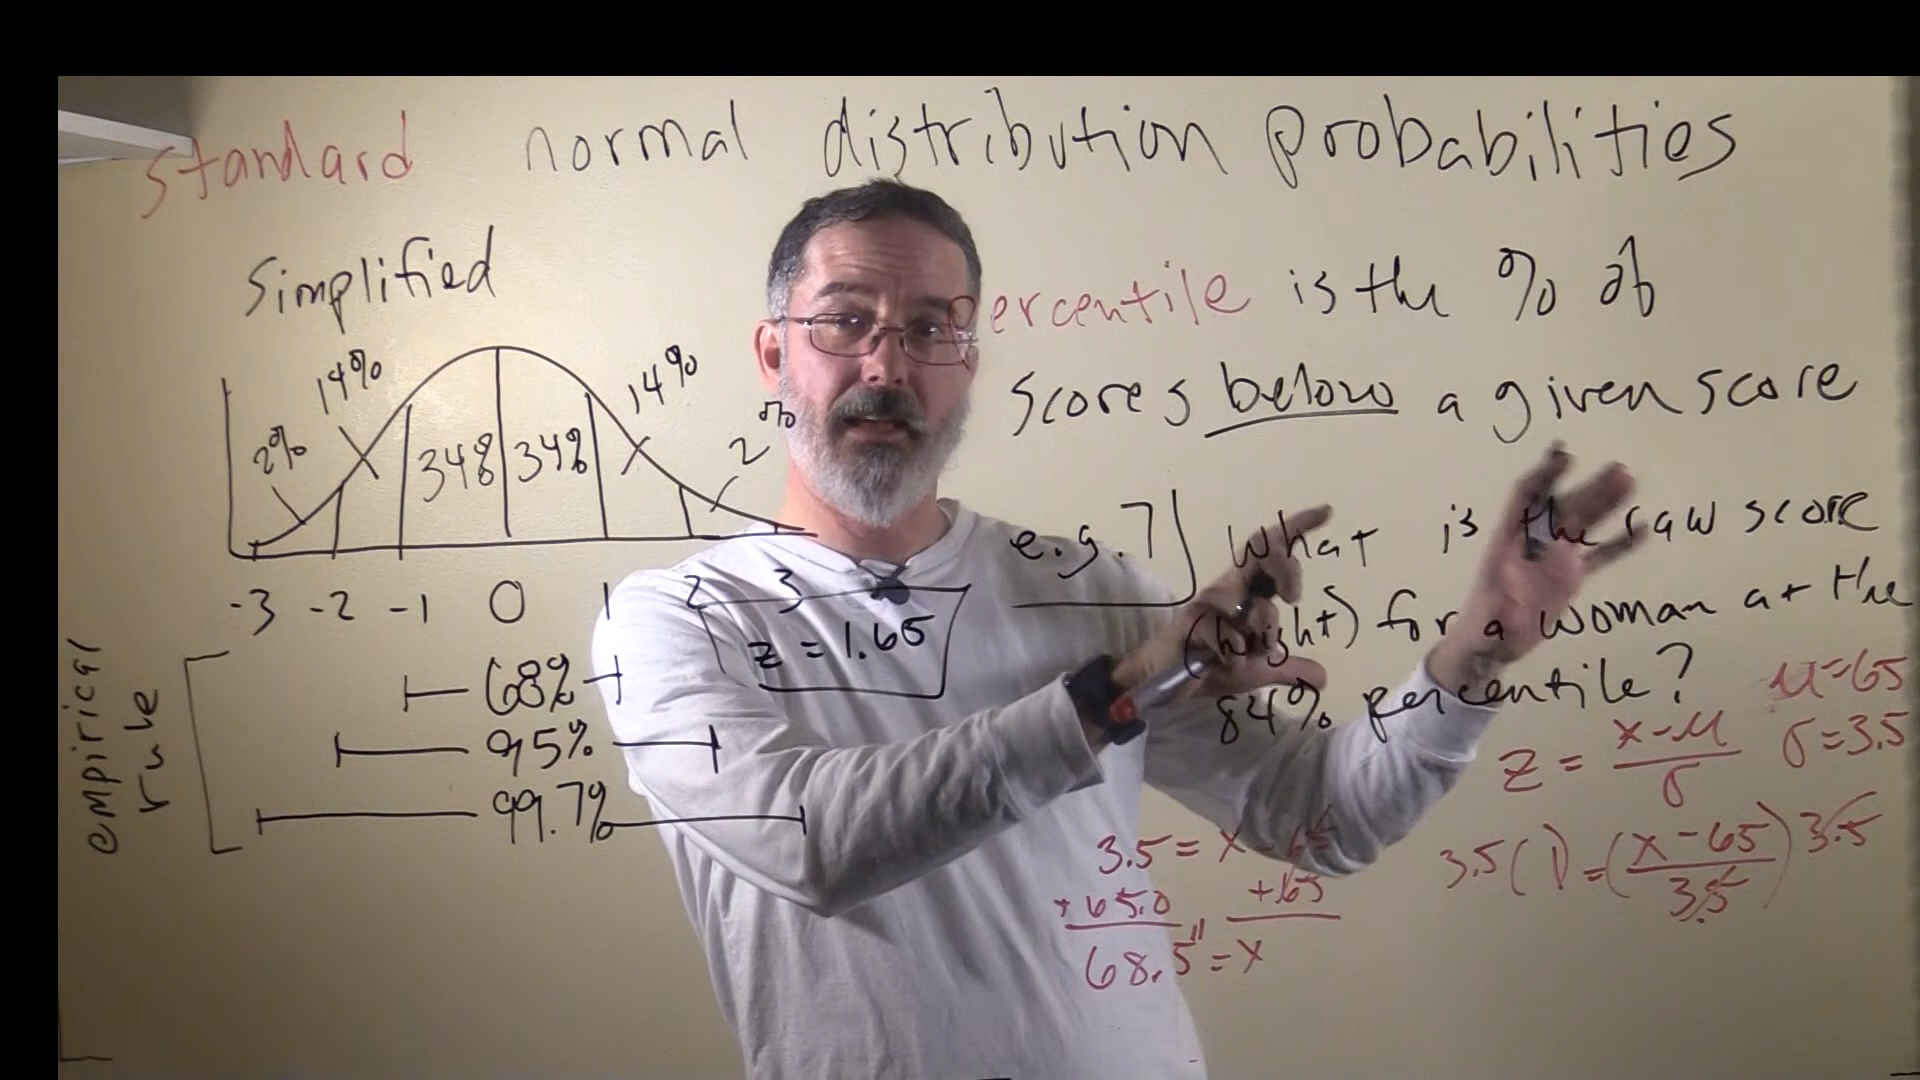 standard normal distribution probabilities
Simplified
2% 14% 34% 34% 14% 2%
-3 -2 -1 0 1 2 3
z = 1.65
empirical rule
68%
95%
99.7%
percentile is the % of
scores below a given score
e.g. 7 What is the raw score
(height) for a woman at the
84% percentile?
μ=65
σ=3.5
z = x-μ
σ
3.5(1)=(x-65)3.5
3.5
3.5 = x-65
+65.0 +65
68.5"=x